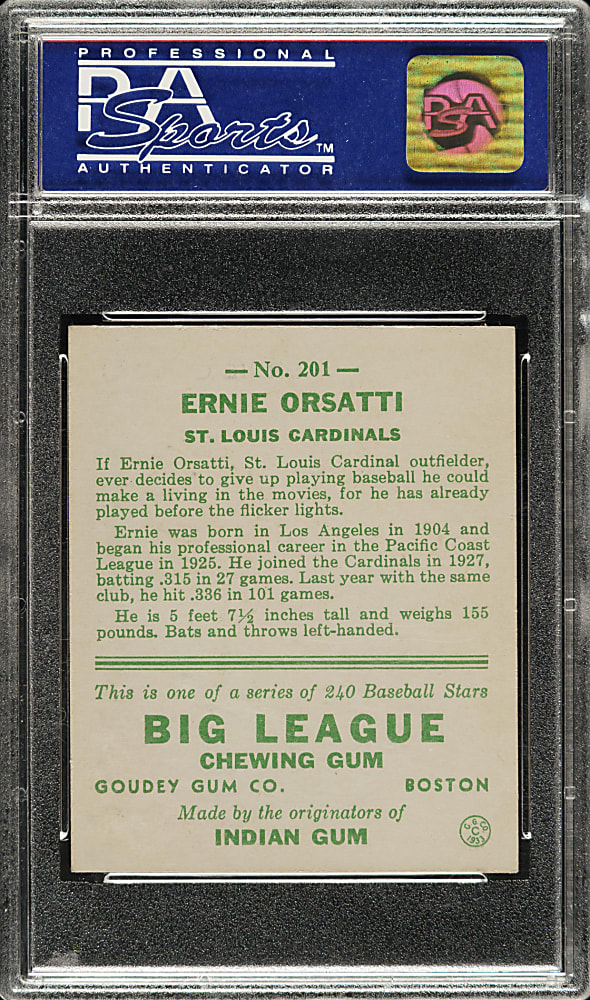 PROFESSIONAL
PSA
Sports™
AUTHENTICATOR
PSA
— No. 201 —
ERNIE ORSATTI
ST. LOUIS CARDINALS
If Ernie Orsatti, St. Louis Cardinal outfielder,
ever decides to give up playing baseball he could
make a living in the movies, for he has already
played before the flicker lights.
Ernie was born in Los Angeles in 1904 and
began his professional career in the Pacific Coast
League in 1925. He joined the Cardinals in 1927,
batting .315 in 27 games. Last year with the same
club, he hit .336 in 101 games.
He is 5 feet 7½ inches tall and weighs 155
pounds. Bats and throws left-handed.
This is one of a series of 240 Baseball Stars
BIG LEAGUE
CHEWING GUM
GOUDEY GUM CO. BOSTON
Made by the originators of
INDIAN GUM
G.G.CO.
C
1933